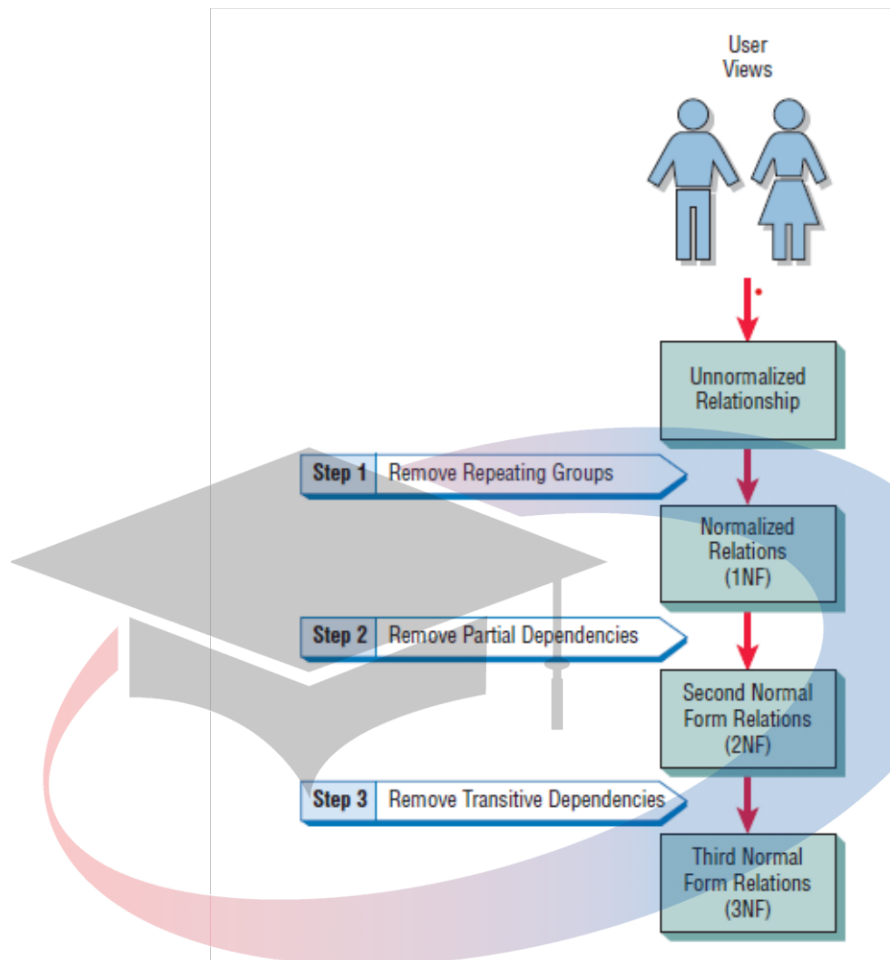 User
Views
Unnormalized
Relationship
Step 1 Remove Repeating Groups
Normalized
Relations
(1NF)
Step 2 Remove Partial Dependencies
Second Normal
Form Relations
(2NF)
Step 3 Remove Transitive Dependencies
Third Normal
Form Relations
(3NF)